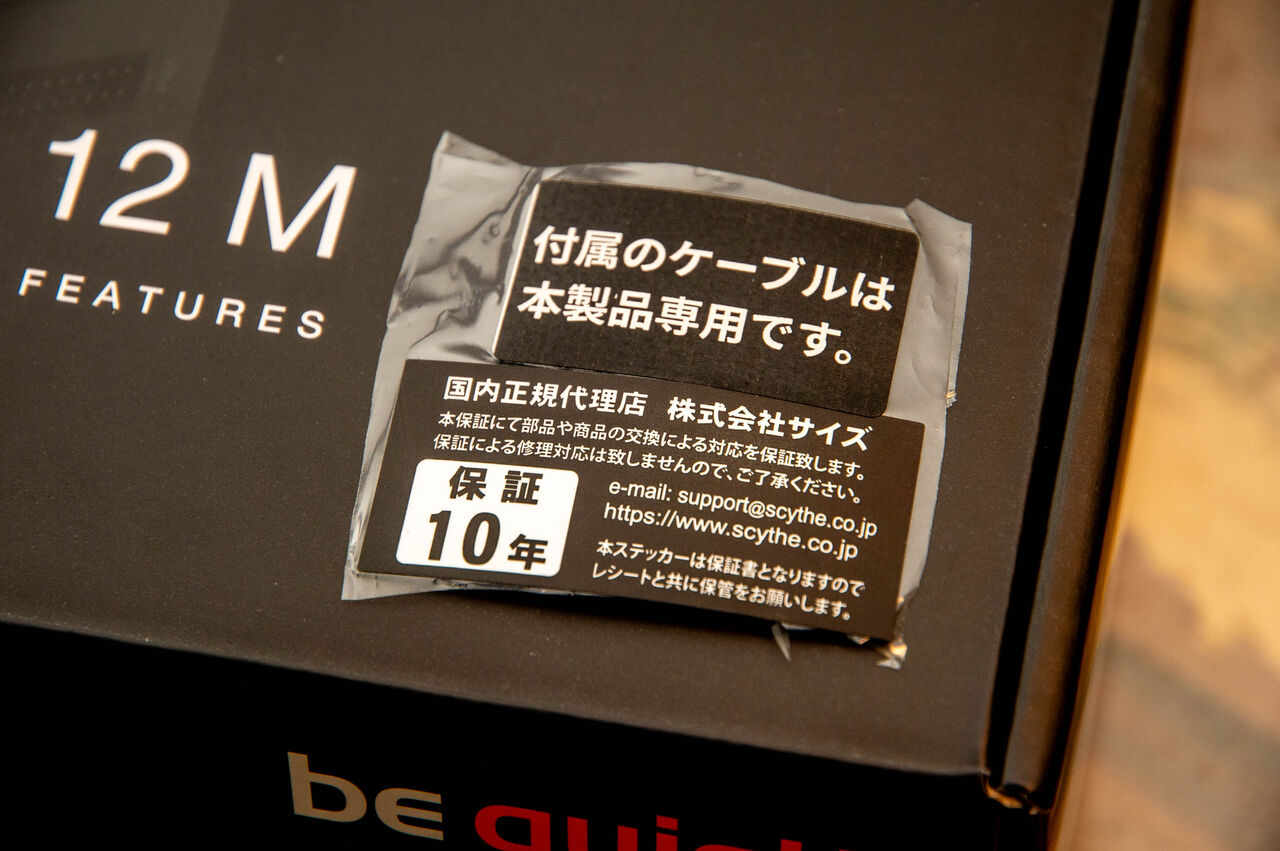 12 M
FEATURES
付属のケーブルは
本製品専用です。
国内正規代理店 株式会社サイズ
本保証にて部品や商品の交換による対応を保証致します。
保証による修理対応は致しませんので、ご了承ください。
保証
10年
e-mail: support@scythe.co.jp
https://www.scythe.co.jp
本ステッカーは保証書となりますので
レシートと共に保管をお願いします。
be